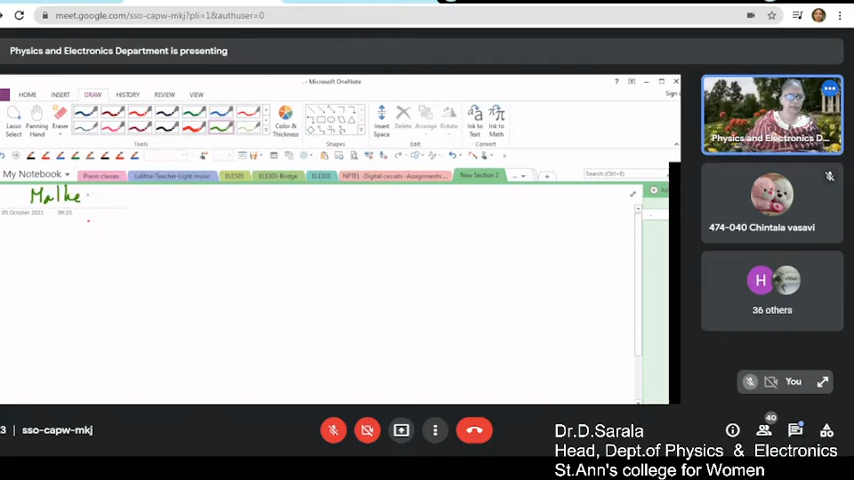 meet.google.com/sso-capw-mkj?pli=1&authuser=0
Physics and Electronics Department is presenting
- Microsoft OneNote
HOME INSERT DRAW HISTORY REVIEW VIEW
Sign
Lasso Select
Panning Hand
Eraser
Color & Thickness
Insert Space
Delete
Arrange
Rotate
Ink to Text
Ink to Math
Tools
Shapes
Edit
Convert
My Notebook
Piano classes
Lalitha-Teacher-Light music
ELE505
ELE305-Bridge
ELE301
NPTEL -Digital circuits -Assignments ...
New Section 2
Search (Ctrl+E)
Mathe
05 October 2021 09:25
Physics and Electronics D...
474-040 Chintala vasavi
H
36 others
You
3 | sso-capw-mkj
40
Dr.D.Sarala
Head, Dept.of Physics & Electronics
St.Ann's college for Women